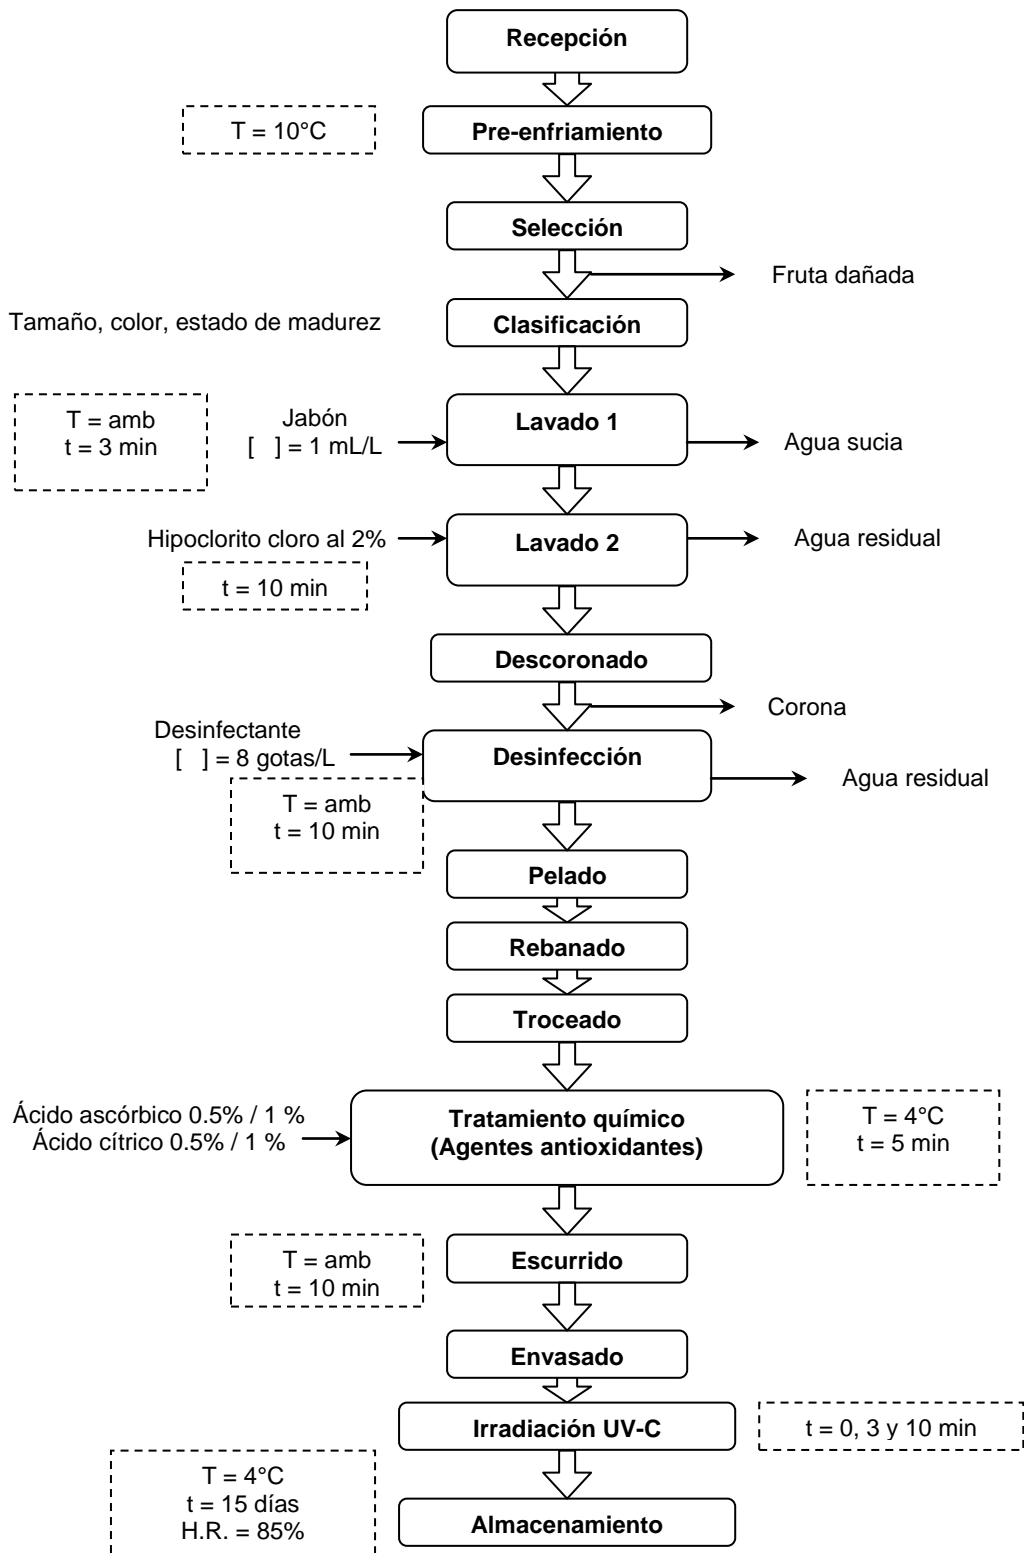 Recepción
T = 10°C
Pre-enfriamiento
Selección
Fruta dañada
Tamaño, color, estado de madurez
Clasificación
T = amb
t = 3 min
Jabón
[   ] = 1 mL/L
Lavado 1
Agua sucia
Hipoclorito cloro al 2%
t = 10 min
Lavado 2
Agua residual
Descoronado
Corona
Desinfectante
[   ] = 8 gotas/L
T = amb
t = 10 min
Desinfección
Agua residual
Pelado
Rebanado
Troceado
Ácido ascórbico 0.5% / 1 %
Ácido cítrico 0.5% / 1 %
Tratamiento químico
(Agentes antioxidantes)
T = 4°C
t = 5 min
T = amb
t = 10 min
Escurrido
Envasado
Irradiación UV-C
t = 0, 3 y 10 min
T = 4°C
t = 15 días
H.R. = 85%
Almacenamiento